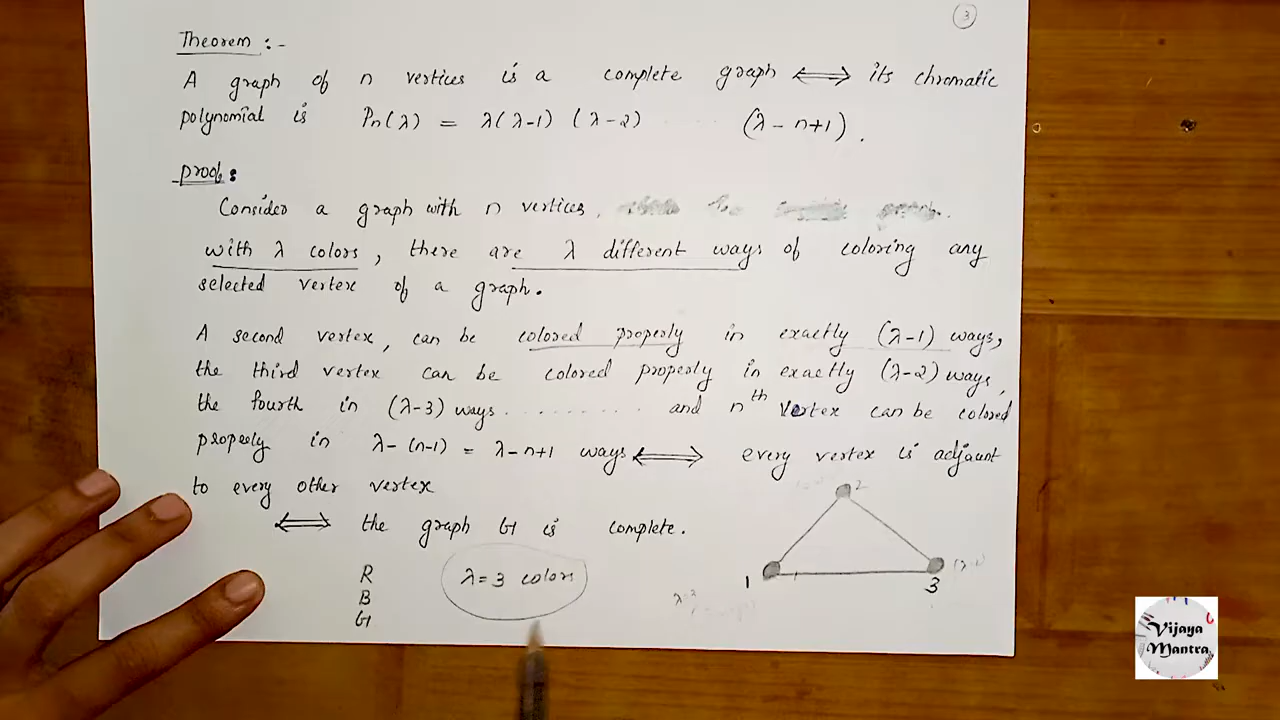 3
Theorem :-
A graph of n vertices is a complete graph ⟺ its chromatic
polynomial is Pn(λ) = λ(λ-1) (λ-2) ...... (λ-n+1).
proof:
Consider a graph with n vertices.
with λ colors, there are λ different ways of coloring any
selected vertex of a graph.
A second vertex, can be colored properly in exactly (λ-1) ways,
the third vertex can be colored properly in exactly (λ-2) ways,
the fourth in (λ-3) ways ......... and nth vertex can be colored
properly in λ-(n-1) = λ-n+1 ways ⟺ every vertex is adjaunt
to every other vertex
⟺ the graph G is complete.
2
1
3
R
B
G
λ=3 colors
Vijaya
Mantra